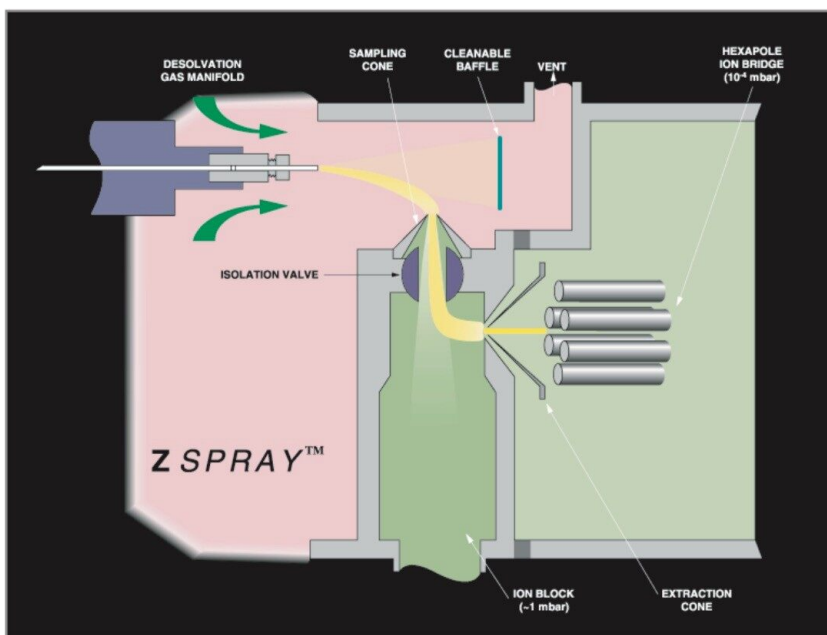 DESOLVATION
GAS MANIFOLD
SAMPLING
CONE
CLEANABLE
BAFFLE
VENT
HEXAPOLE
ION BRIDGE
(10-4 mbar)
ISOLATION VALVE
Z SPRAY™
ION BLOCK
(~1 mbar)
EXTRACTION
CONE